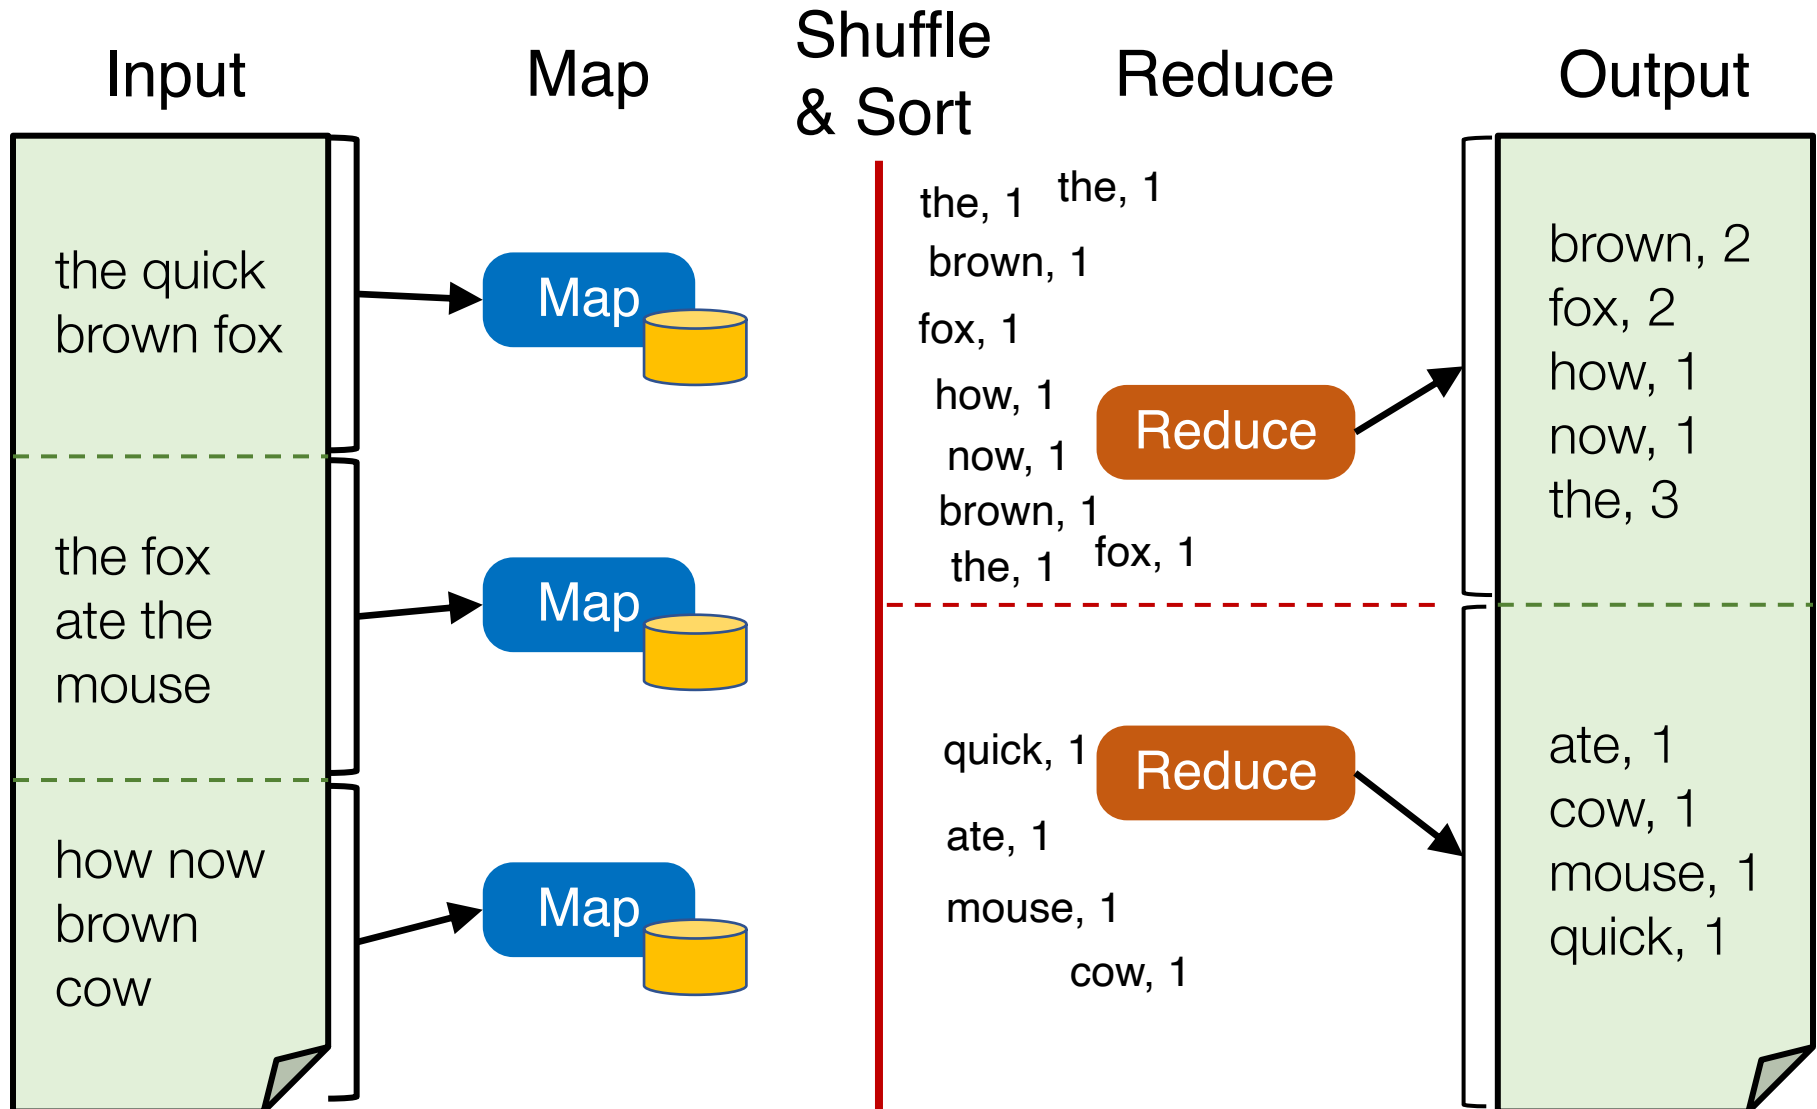 Input
Map
Shuffle
& Sort
Reduce
Output
the quick
brown fox
the fox
ate the
mouse
how now
brown
cow
Map
Map
Map
the, 1
the, 1
brown, 1
fox, 1
how, 1
now, 1
brown, 1
the, 1
fox, 1
Reduce
quick, 1
ate, 1
mouse, 1
cow, 1
Reduce
brown, 2
fox, 2
how, 1
now, 1
the, 3
ate, 1
cow, 1
mouse, 1
quick, 1